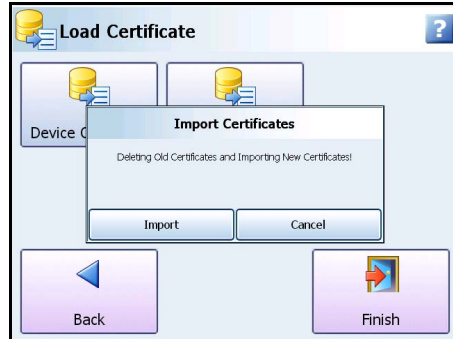 Load Certificate
?
Device
Import Certificates
Deleting Old Certificates and Importing New Certificates!
Import
Cancel
Back
Finish